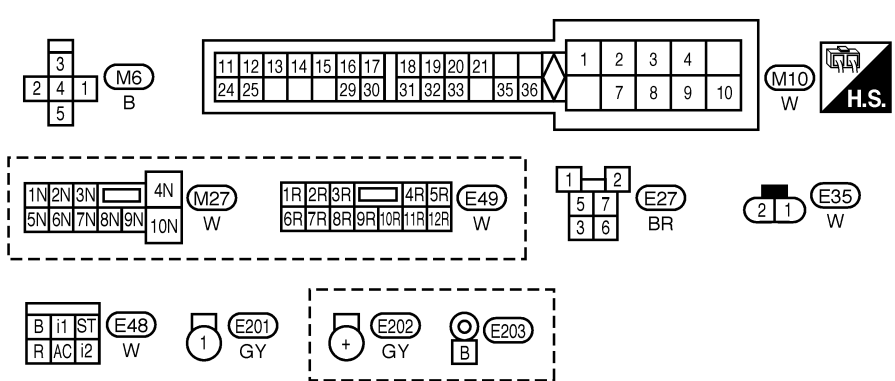 3
2 4 1
5
M6
B
11 12 13 14 15 16 17 18 19 20 21
24 25 29 30 31 32 33 35 36
1 2 3 4
7 8 9 10
M10
W
H.S.
1N 2N 3N 4N
5N 6N 7N 8N 9N 10N
M27
W
1R 2R 3R 4R 5R
6R 7R 8R 9R 10R 11R 12R
E49
W
1 2
5 7
3 6
E27
BR
2 1
E35
W
B i1 ST
R AC i2
E48
W
1
E201
GY
+
E202
GY
B
E203